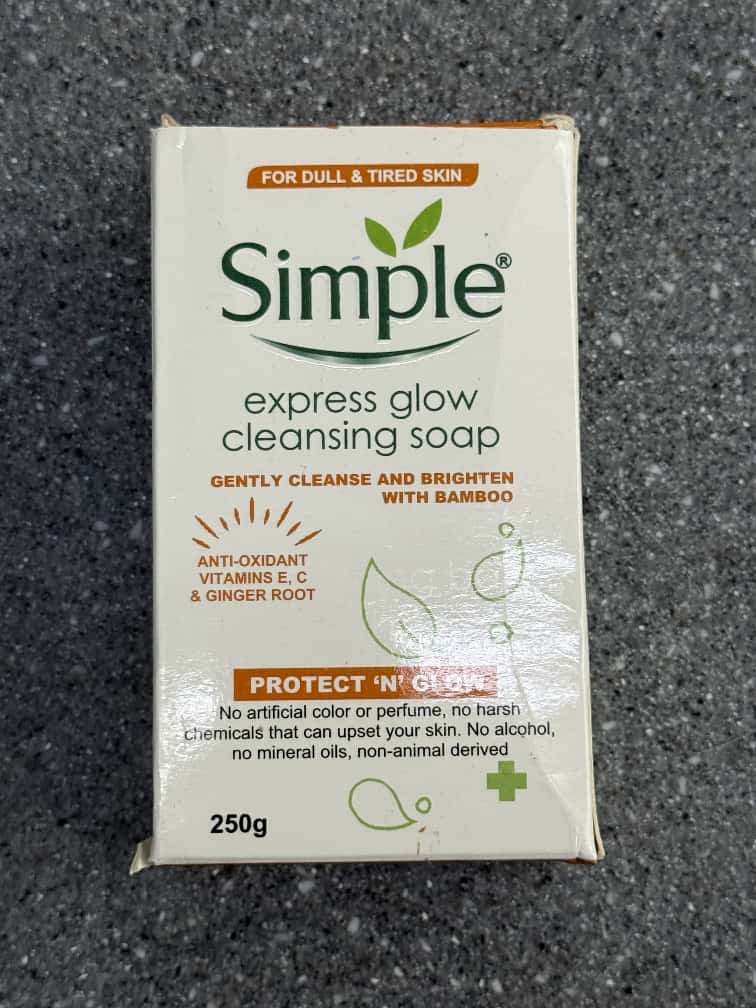 FOR DULL & TIRED SKIN
Simple®
express glow
cleansing soap
GENTLY CLEANSE AND BRIGHTEN
WITH BAMBOO
ANTI-OXIDANT
VITAMINS E, C
& GINGER ROOT
PROTECT ‘N’ GLOW
No artificial color or perfume, no harsh
chemicals that can upset your skin. No alcohol,
no mineral oils, non-animal derived
250g